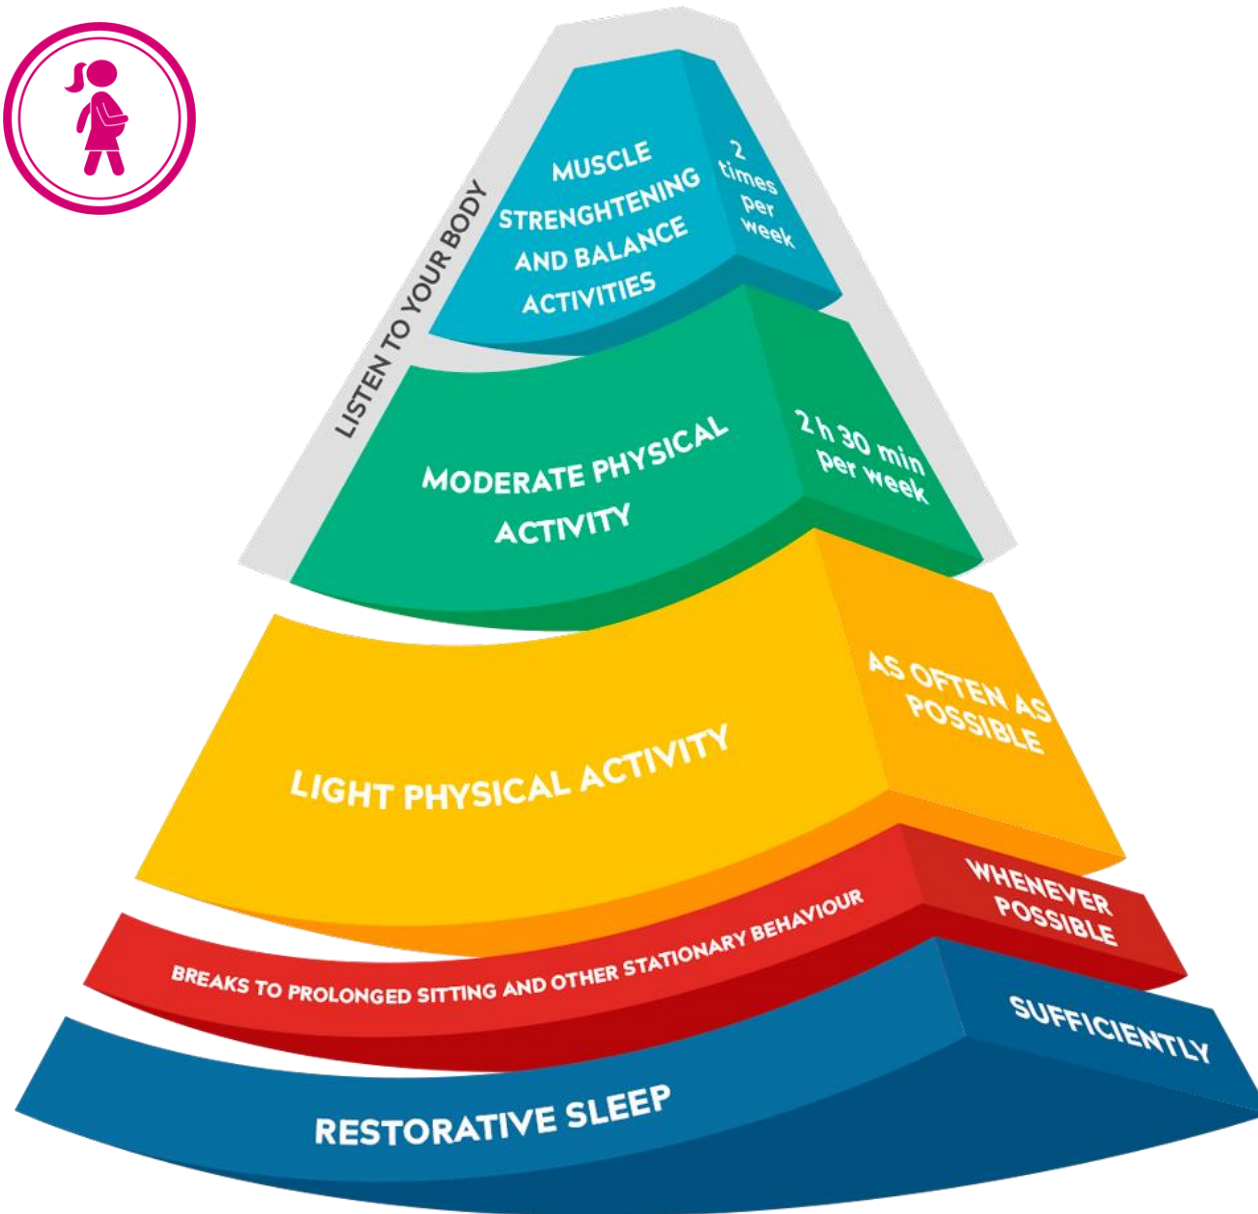 LISTEN TO YOUR BODY
MUSCLE
STRENGHTENING
AND BALANCE
ACTIVITIES
2
times
per
week
MODERATE PHYSICAL
ACTIVITY
2 h 30 min
per week
LIGHT PHYSICAL ACTIVITY
AS OFTEN AS
POSSIBLE
BREAKS TO PROLONGED SITTING AND OTHER STATIONARY BEHAVIOUR
WHENEVER
POSSIBLE
RESTORATIVE SLEEP
SUFFICIENTLY